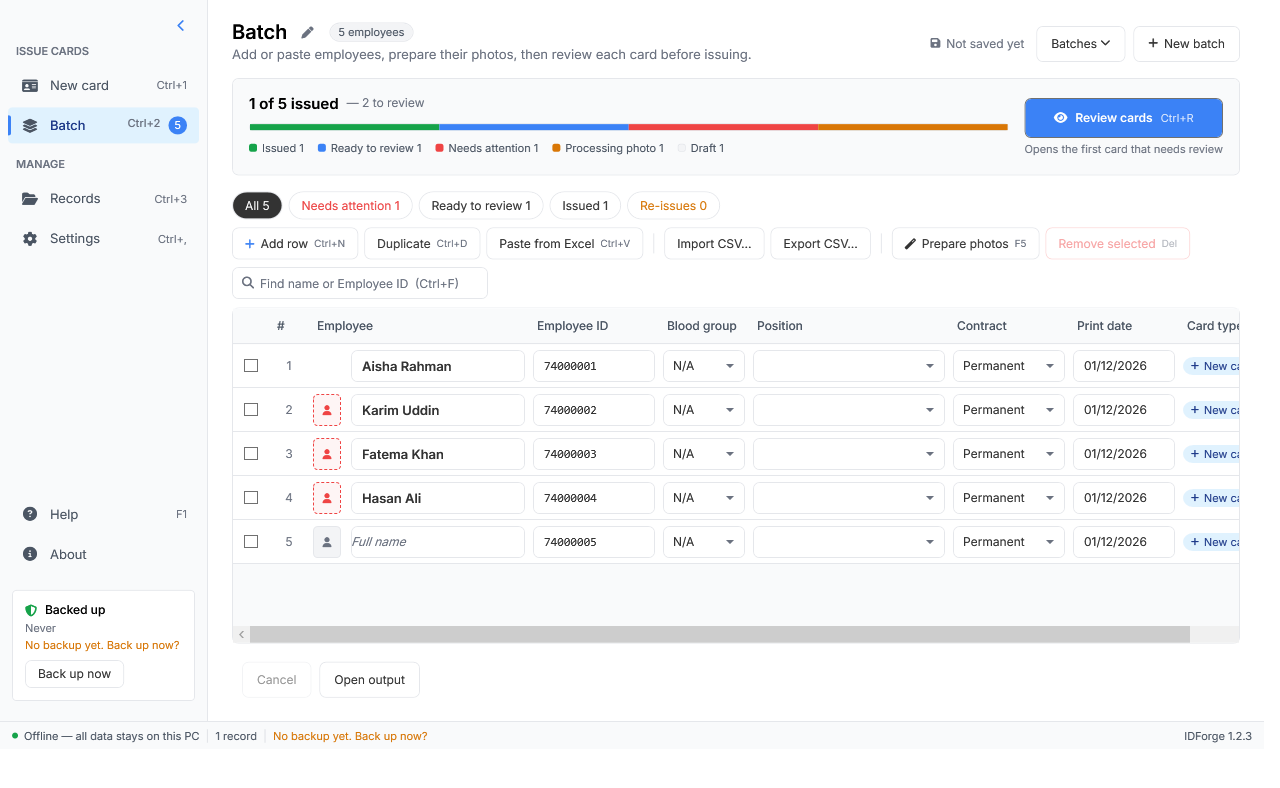 ISSUE CARDS
New card Ctrl+1
Batch Ctrl+2 5
MANAGE
Records Ctrl+3
Settings Ctrl+,
Help F1
About
Backed up
Never
No backup yet. Back up now?
Back up now
Batch 5 employees
Add or paste employees, prepare their photos, then review each card before issuing.
Not saved yet Batches + New batch
1 of 5 issued — 2 to review
Issued 1 Ready to review 1 Needs attention 1 Processing photo 1 Draft 1
Review cards Ctrl+R
Opens the first card that needs review
All 5 Needs attention 1 Ready to review 1 Issued 1 Re-issues 0
+ Add row Ctrl+N Duplicate Ctrl+D Paste from Excel Ctrl+V Import CSV... Export CSV... Prepare photos F5 Remove selected Del
Find name or Employee ID (Ctrl+F)
# Employee Employee ID Blood group Position Contract Print date Card type
1 Aisha Rahman 74000001 N/A Permanent 01/12/2026 + New ca
2 Karim Uddin 74000002 N/A Permanent 01/12/2026 + New ca
3 Fatema Khan 74000003 N/A Permanent 01/12/2026 + New ca
4 Hasan Ali 74000004 N/A Permanent 01/12/2026 + New ca
5 Full name 74000005 N/A Permanent 01/12/2026 + New ca
Cancel Open output
Offline — all data stays on this PC 1 record No backup yet. Back up now? IDForge 1.2.3